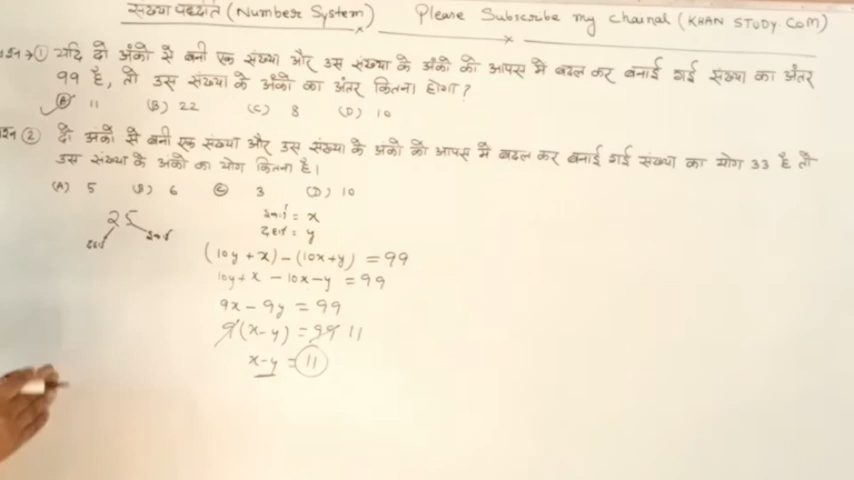 संख्या पद्धति (Number System) Please Subscribe my Chainal (KHAN STUDY.COM)
① यदि दो अंको से बनी एक संख्या और उस संख्या के अंको को आपस मे बदल कर बनाई गई संख्या का अंतर
99 है, तो उस संख्या के अंको का अंतर कितना होगा?
(A) 11 (B) 22 (C) 8 (D) 10
② दो अंको से बनी एक संख्या और उस संख्या के अंको को आपस मे बदल कर बनाई गई संख्या का योग 33 है तो
उस संख्या के अंको का योग कितना है।
(A) 5 (B) 6 Ⓒ 3 (D) 10
25
दहाई इकाई
इकाई = x
दहाई = y
(10y + x) - (10x + y) = 99
10y + x - 10x - y = 99
9x - 9y = 99
9(x - y) = 99 11
x - y = 11